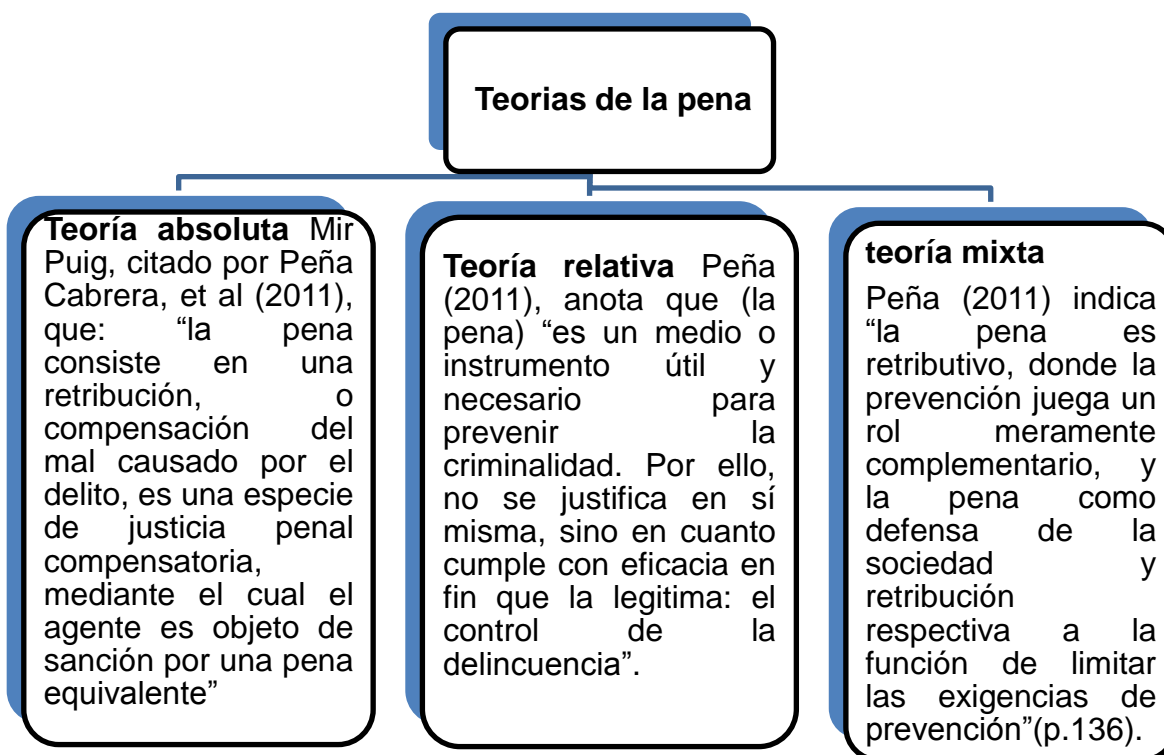 Teorias de la pena
Teoría absoluta Mir
Puig, citado por Peña
Cabrera, et al (2011),
que: “la pena
consiste en una
retribución, o
compensación del
mal causado por el
delito, es una especie
de justicia penal
compensatoria,
mediante el cual el
agente es objeto de
sanción por una pena
equivalente”
Teoría relativa Peña
(2011), anota que (la
pena) “es un medio o
instrumento útil y
necesario para
prevenir la
criminalidad. Por ello,
no se justifica en sí
misma, sino en cuanto
cumple con eficacia en
fin que la legitima: el
control de la
delincuencia”.
teoría mixta
Peña (2011) indica
“la pena es
retributivo, donde la
prevención juega un
rol meramente
complementario, y
la pena como
defensa de la
sociedad y
retribución
respectiva a la
función de limitar
las exigencias de
prevención”(p.136).